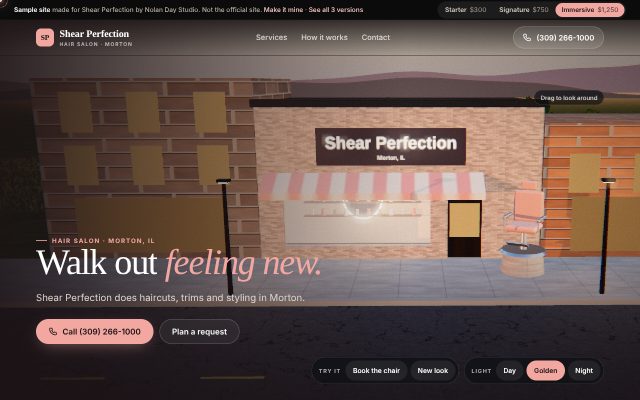 Sample site made for Shear Perfection by Nolan Day Studio. Not the official site. Make it mine · See all 3 versions
Starter $300 Signature $750 Immersive $1,250
SP Shear Perfection
HAIR SALON · MORTON
Services How it works Contact
(309) 266-1000
Drag to look around
Shear Perfection
Morton, IL
HAIR SALON · MORTON, IL
Walk out feeling new.
Shear Perfection does haircuts, trims and styling in Morton.
Call (309) 266-1000 Plan a request
TRY IT Book the chair New look LIGHT Day Golden Night